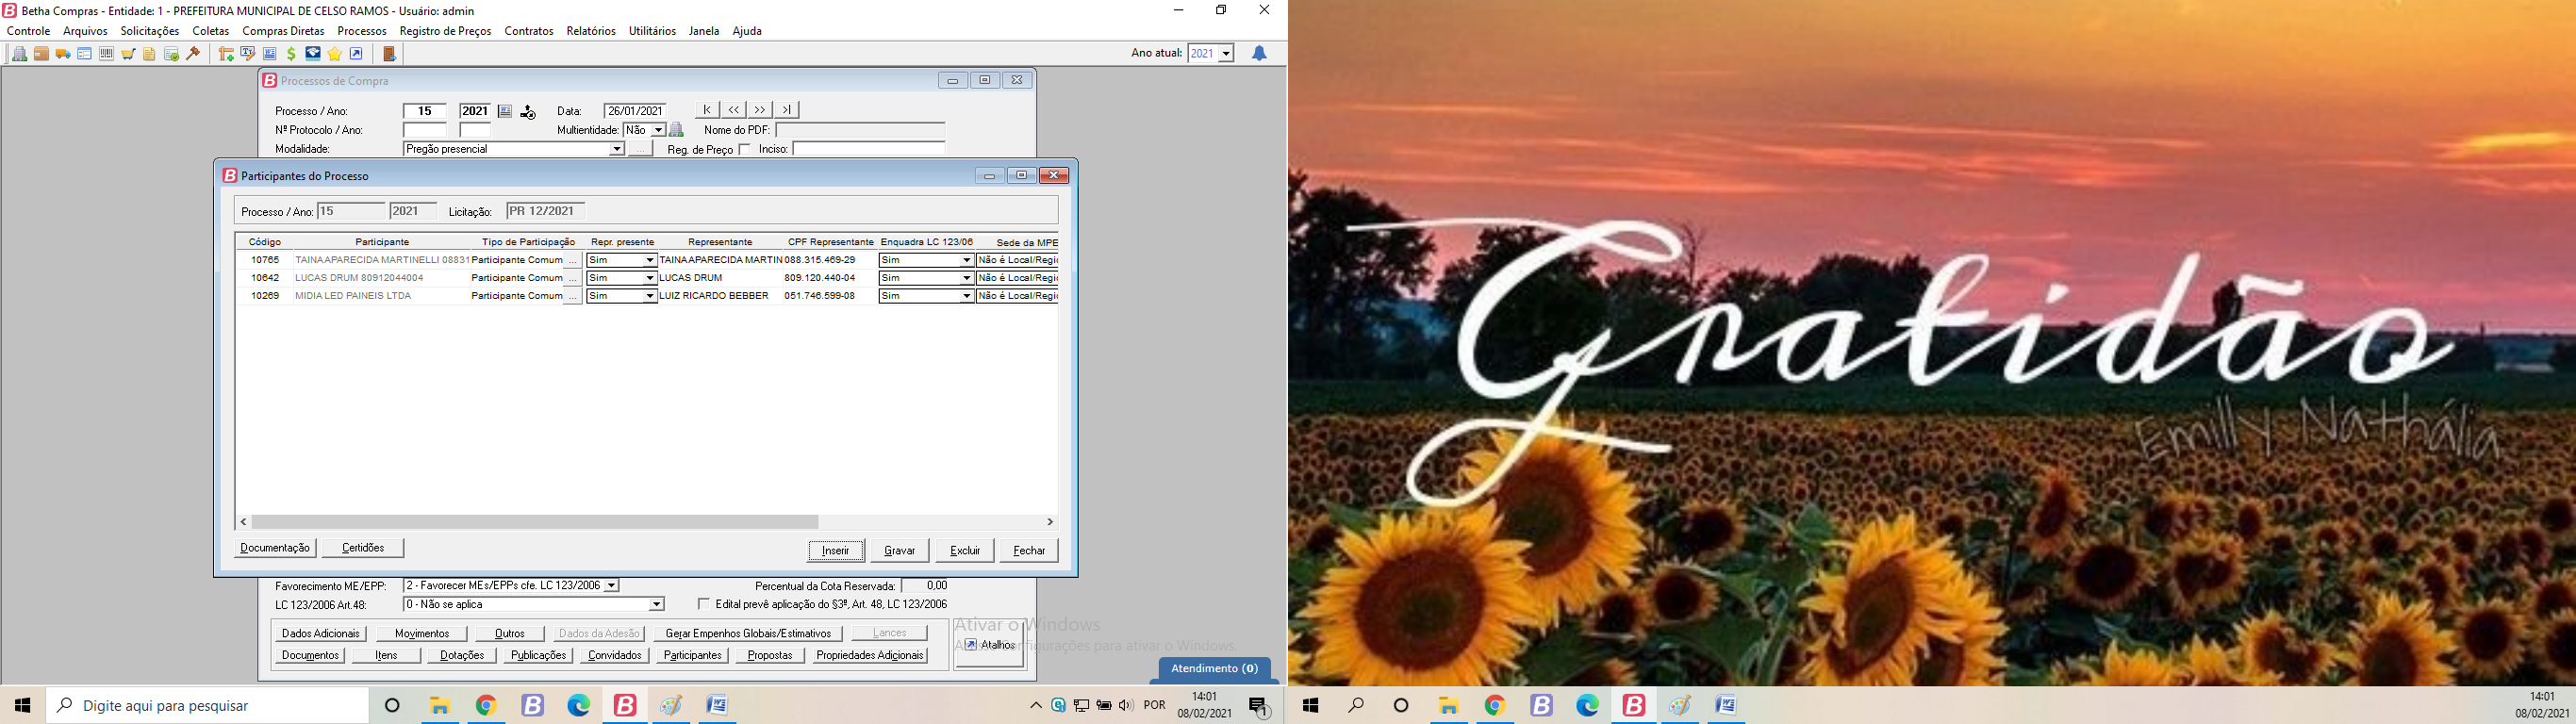 Betha Compras - Entidade: 1 - PREFEITURA MUNICIPAL DE CELSO RAMOS - Usuário: admin
Controle Arquivos Solicitações Coletas Compras Diretas Processos Registro de Preços Contratos Relatórios Utilitários Janela Ajuda
Ano atual: 2021
Processos de Compra
Processo / Ano: 15 2021 Data: 26/01/2021 |< << >> >|
Nº Protocolo / Ano: Multientidade: Não Nome do PDF:
Modalidade: Pregão presencial ... Reg. de Preço Inciso:
Participantes do Processo
Processo / Ano: 15 2021 Licitação: PR 12/2021
Código Participante Tipo de Participação Repr. presente Representante CPF Representante Enquadra LC 123/06 Sede da MPE
10765 TAINA APARECIDA MARTINELLI 08831 Participante Comum ... Sim TAINA APARECIDA MARTIN 088.315.469-29 Sim Não é Local/Regi
10642 LUCAS DRUM 80912044004 Participante Comum ... Sim LUCAS DRUM 809.120.440-04 Sim Não é Local/Regi
10269 MIDIA LED PAINEIS LTDA Participante Comum ... Sim LUIZ RICARDO BEBBER 051.746.599-08 Sim Não é Local/Regi
Documentação Certidões Inserir Gravar Excluir Fechar
Favorecimento ME/EPP: 2 - Favorecer MEs/EPPs cfe. LC 123/2006 Percentual da Cota Reservada: 0,00
LC 123/2006 Art.48: 0 - Não se aplica Edital prevê aplicação do §3º, Art. 48, LC 123/2006
Dados Adicionais Movimentos Outros Dados da Adesão Gerar Empenhos Globais/Estimativos Lances
Documentos Itens Dotações Publicações Convidados Participantes Propostas Propriedades Adicionais
Atalhos
Ativar o Windows
configurações para ativar o Windows.
Atendimento (0)
Digite aqui para pesquisar
POR
14:01
08/02/2021
1
Gratidão
Emilly Nathália
14:01
08/02/2021